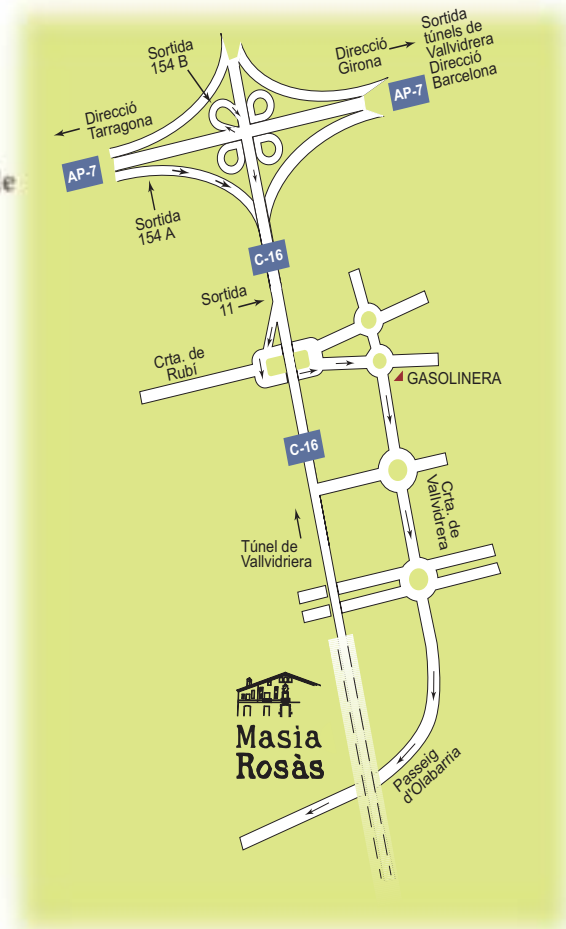 Sortida
154 B
Direcció
Girona
Sortida
túnels de
Vallvidrera
Direcció
Barcelona
AP-7
Direcció
Tarragona
AP-7
Sortida
154 A
C-16
Sortida
11
Crta. de
Rubí
GASOLINERA
C-16
Crta. de
Vallvidrera
Túnel de
Vallvidriera
Masia
Rosàs
Passeig
d'Olabarria